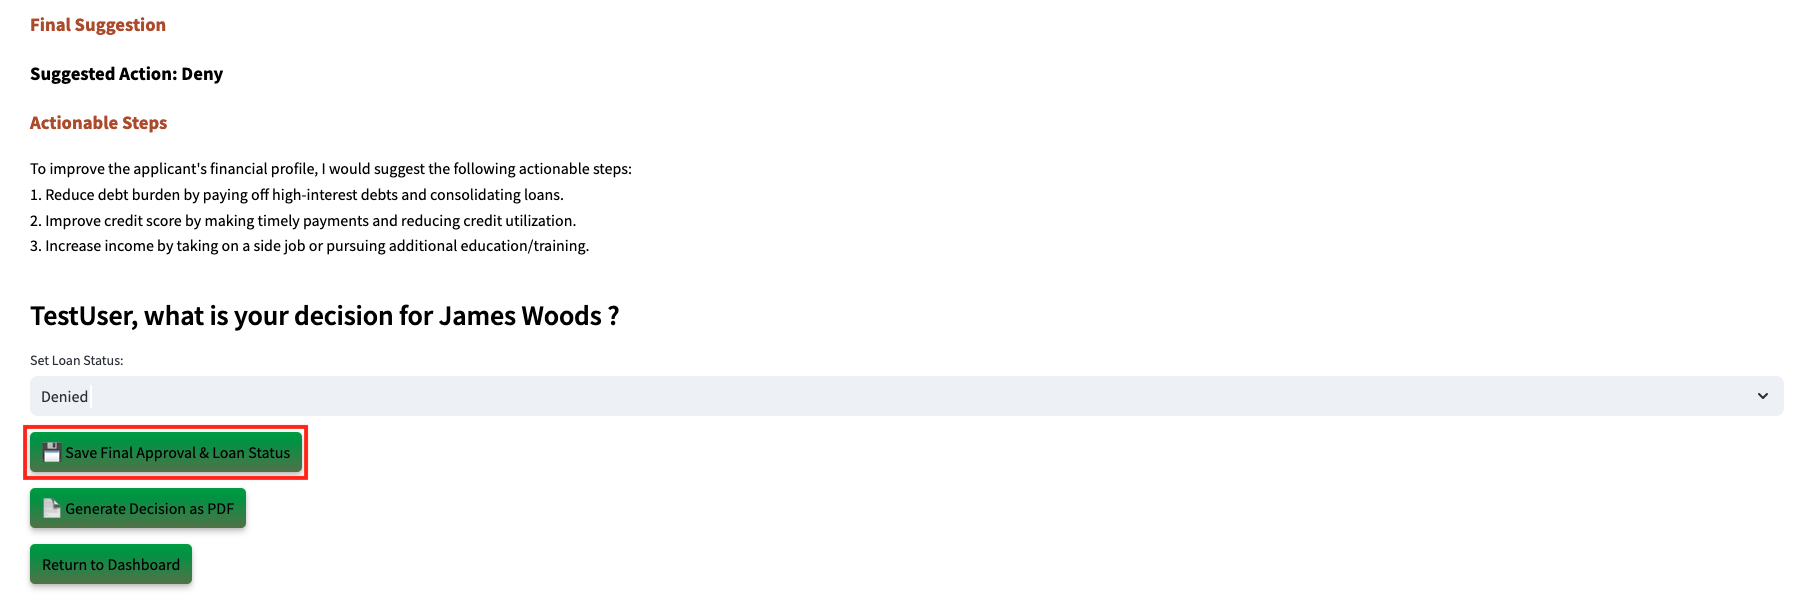 Final Suggestion
Suggested Action: Deny
Actionable Steps
To improve the applicant's financial profile, I would suggest the following actionable steps:
1. Reduce debt burden by paying off high-interest debts and consolidating loans.
2. Improve credit score by making timely payments and reducing credit utilization.
3. Increase income by taking on a side job or pursuing additional education/training.
TestUser, what is your decision for James Woods ?
Set Loan Status:
Denied
Save Final Approval & Loan Status
Generate Decision as PDF
Return to Dashboard